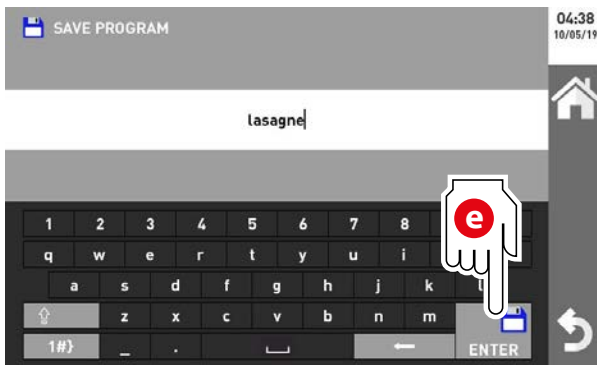 SAVE PROGRAM
04:38
10/05/19
lasagne
1 2 3 4 5 6 7 8
e
q w e r t y u i
a s d f g h j k l
z x c v b n m
1#} _ . ENTER